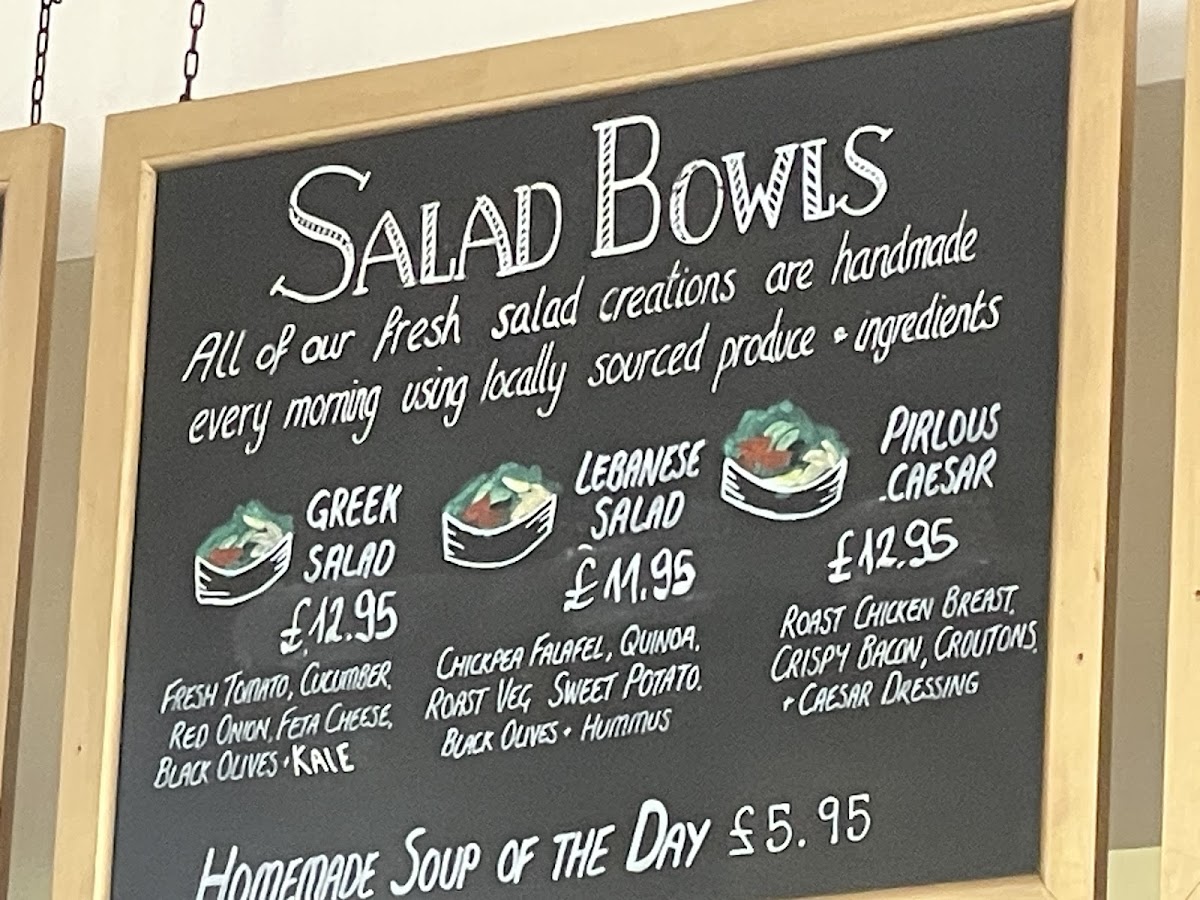 SALAD BOWLS
All of our fresh salad creations are handmade
every morning using locally sourced produce + ingredients
GREEK
SALAD
£12.95
FRESH TOMATO, CUCUMBER,
RED ONION, FETA CHEESE,
BLACK OLIVES + KALE
LEBANESE
SALAD
£11.95
CHICKPEA FALAFEL, QUINOA,
ROAST VEG, SWEET POTATO,
BLACK OLIVES + HUMMUS
PIRLOUS
CAESAR
£12.95
ROAST CHICKEN BREAST,
CRISPY BACON, CROUTONS,
+ CAESAR DRESSING
HOMEMADE SOUP OF THE DAY £5.95